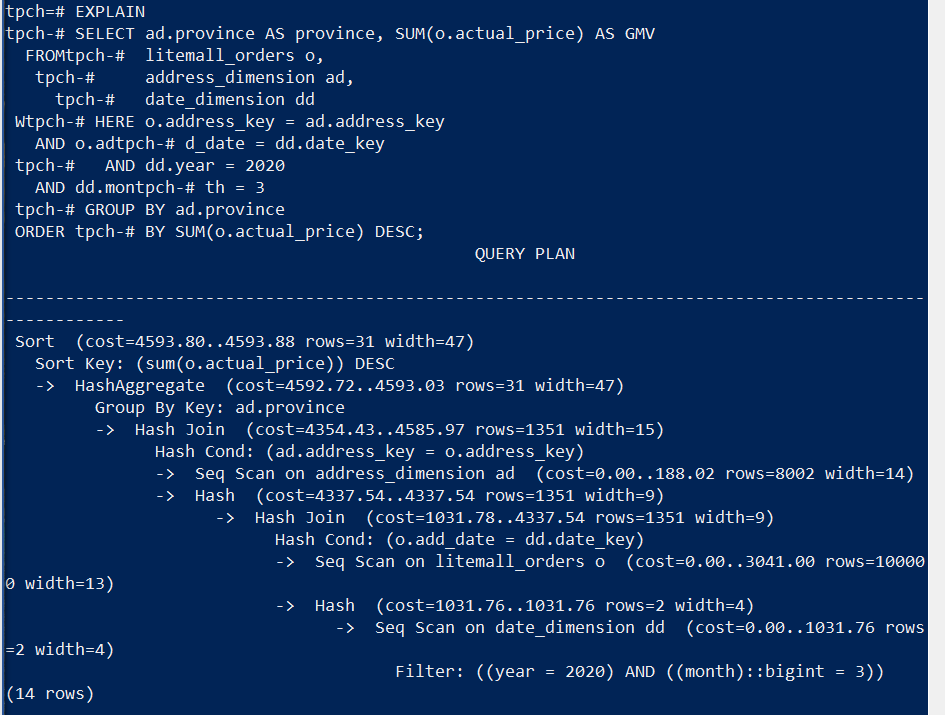 tpch=# EXPLAIN
tpch-# SELECT ad.province AS province, SUM(o.actual_price) AS GMV
  FROMtpch-#  litemall_orders o,
   tpch-#     address_dimension ad,
     tpch-#   date_dimension dd
 Wtpch-# HERE o.address_key = ad.address_key
   AND o.adtpch-# d_date = dd.date_key
 tpch-#   AND dd.year = 2020
   AND dd.montpch-# th = 3
 tpch-# GROUP BY ad.province
 ORDER tpch-# BY SUM(o.actual_price) DESC;
                                               QUERY PLAN
--------------------------------------------------------------------------------------------
------------
 Sort  (cost=4593.80..4593.88 rows=31 width=47)
   Sort Key: (sum(o.actual_price)) DESC
   ->  HashAggregate  (cost=4592.72..4593.03 rows=31 width=47)
         Group By Key: ad.province
         ->  Hash Join  (cost=4354.43..4585.97 rows=1351 width=15)
               Hash Cond: (ad.address_key = o.address_key)
               ->  Seq Scan on address_dimension ad  (cost=0.00..188.02 rows=8002 width=14)
               ->  Hash  (cost=4337.54..4337.54 rows=1351 width=9)
                     ->  Hash Join  (cost=1031.78..4337.54 rows=1351 width=9)
                           Hash Cond: (o.add_date = dd.date_key)
                           ->  Seq Scan on litemall_orders o  (cost=0.00..3041.00 rows=10000
0 width=13)
                           ->  Hash  (cost=1031.76..1031.76 rows=2 width=4)
                                 ->  Seq Scan on date_dimension dd  (cost=0.00..1031.76 rows
=2 width=4)
                                       Filter: ((year = 2020) AND ((month)::bigint = 3))
(14 rows)